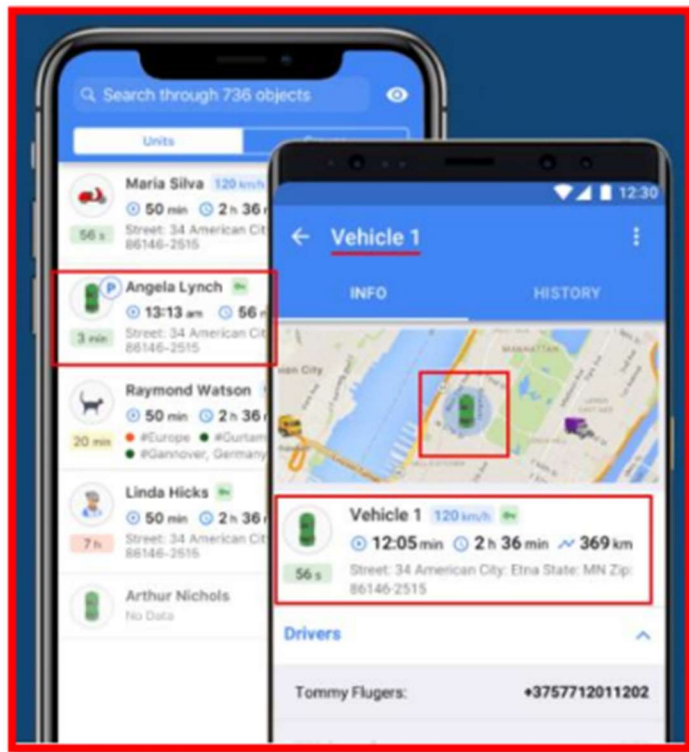 Search through 736 objects
Units
Maria Silva 120 km/h
50 min 2 h 36
56 s
Street: 34 American Cit
86146-2515
P
Angela Lynch
13:13 am 56
3 min
Street: 34 American Cit
86146-2515
Raymond Watson
50 min 2 h 36
20 min
#Europe #Gurtam
#Gannover, Germany
Linda Hicks
50 min 2 h 36
7 h
Street: 34 American Cit
86146-2515
Arthur Nichols
No Data
12:30
Vehicle 1
INFO HISTORY
MANHATTAN
Vehicle 1 120 km/h
12:05 min 2 h 36 min 369 km
56 s
Street: 34 American City: Etna State: MN Zip:
86146-2515
Drivers
Tommy Flugers: +3757712011202